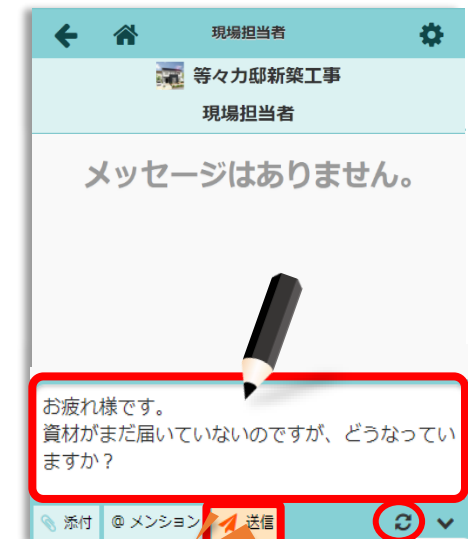 現場担当者
等々力邸新築工事
現場担当者
メッセージはありません。
お疲れ様です。
資材がまだ届いていないのですが、どうなってい
ますか？
添付 @ メンション 送信